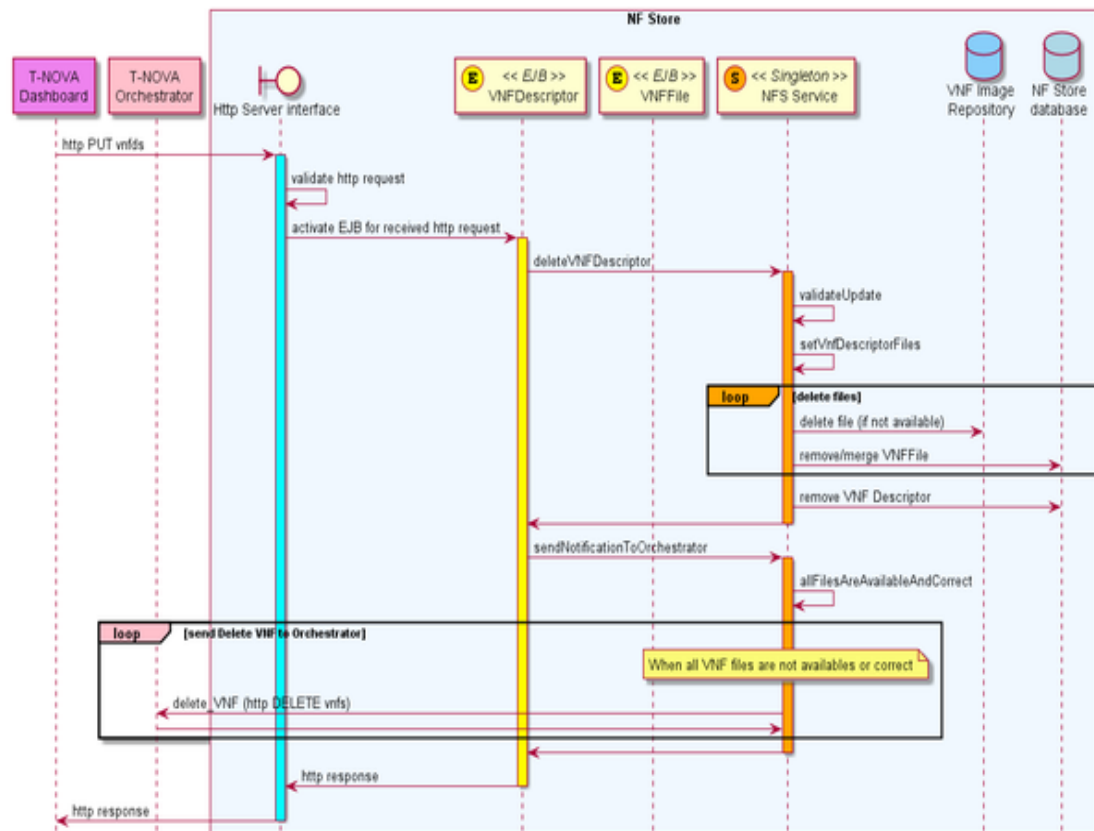 NF Store
T-NOVA
Dashboard
T-NOVA
Orchestrator
Http Server interface
E
<< EJB >>
VNFDescriptor
E
<< EJB >>
VNFFile
S
<< Singleton >>
NFS Service
VNF Image
Repository
NF Store
database
http PUT vnfds
validate http request
activate EJB for received http request
deleteVNFDescriptor
validateUpdate
setVnfDescriptorFiles
loop
[delete files]
delete file (if not available)
remove/merge VNFFile
remove VNF Descriptor
sendNotificationToOrchestrator
allFilesAreAvailableAndCorrect
loop
[send Delete VNF to Orchestrator]
When all VNF files are not availables or correct
delete_VNF (http DELETE vnfs)
http response
http response